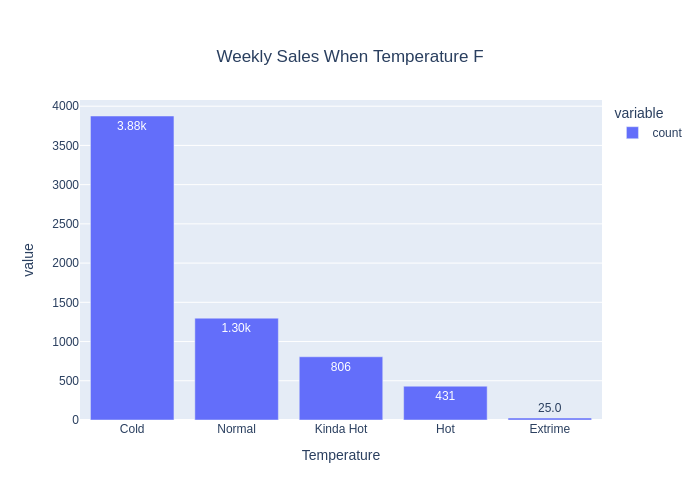 Weekly Sales When Temperature F
variable
count
value
4000
3500
3000
2500
2000
1500
1000
500
0
3.88k
1.30k
806
431
25.0
Cold
Normal
Kinda Hot
Hot
Extrime
Temperature